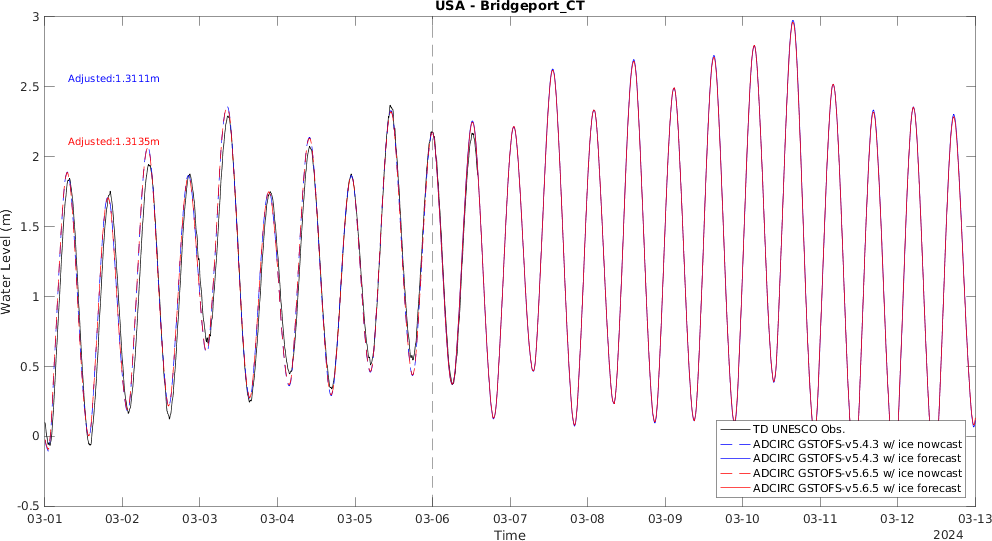 USA - Bridgeport_CT
3
2.5
2
1.5
1
0.5
0
-0.5
Water Level (m)
Adjusted:1.3111m
Adjusted:1.3135m
TD UNESCO Obs.
ADCIRC GSTOFS-v5.4.3 w/ ice nowcast
ADCIRC GSTOFS-v5.4.3 w/ ice forecast
ADCIRC GSTOFS-v5.6.5 w/ ice nowcast
ADCIRC GSTOFS-v5.6.5 w/ ice forecast
03-01 03-02 03-03 03-04 03-05 03-06 03-07 03-08 03-09 03-10 03-11 03-12 03-13
Time
2024